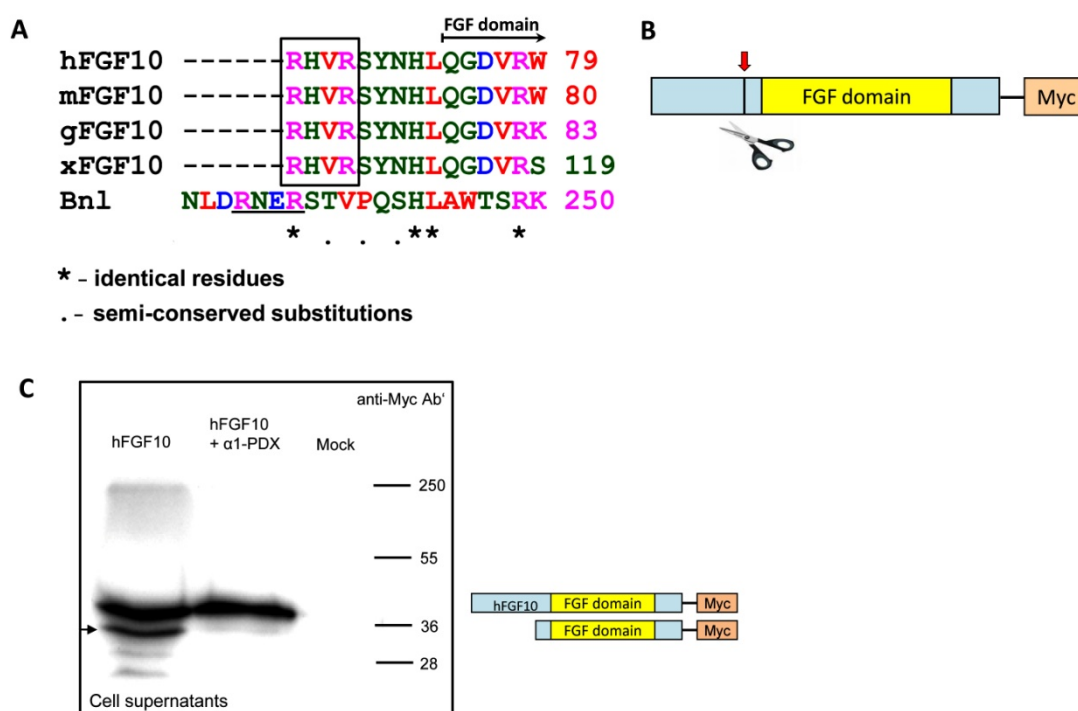 A
FGF domain
hFGF10 ------RHVRSYNHLQGDVRW 79
mFGF10 ------RHVRSYNHLQGDVRW 80
gFGF10 ------RHVRSYNHLQGDVRK 83
xFGF10 ------RHVRSYNHLQGDVRS 119
Bnl NLDRNERSTVPQSHLAWTSRK 250
* . . . * * *
* - identical residues
. - semi-conserved substitutions
B
FGF domain Myc
C
anti-Myc Ab'
hFGF10
hFGF10
+ α1-PDX
Mock
250
55
36
28
Cell supernatants
hFGF10 FGF domain Myc
FGF domain Myc